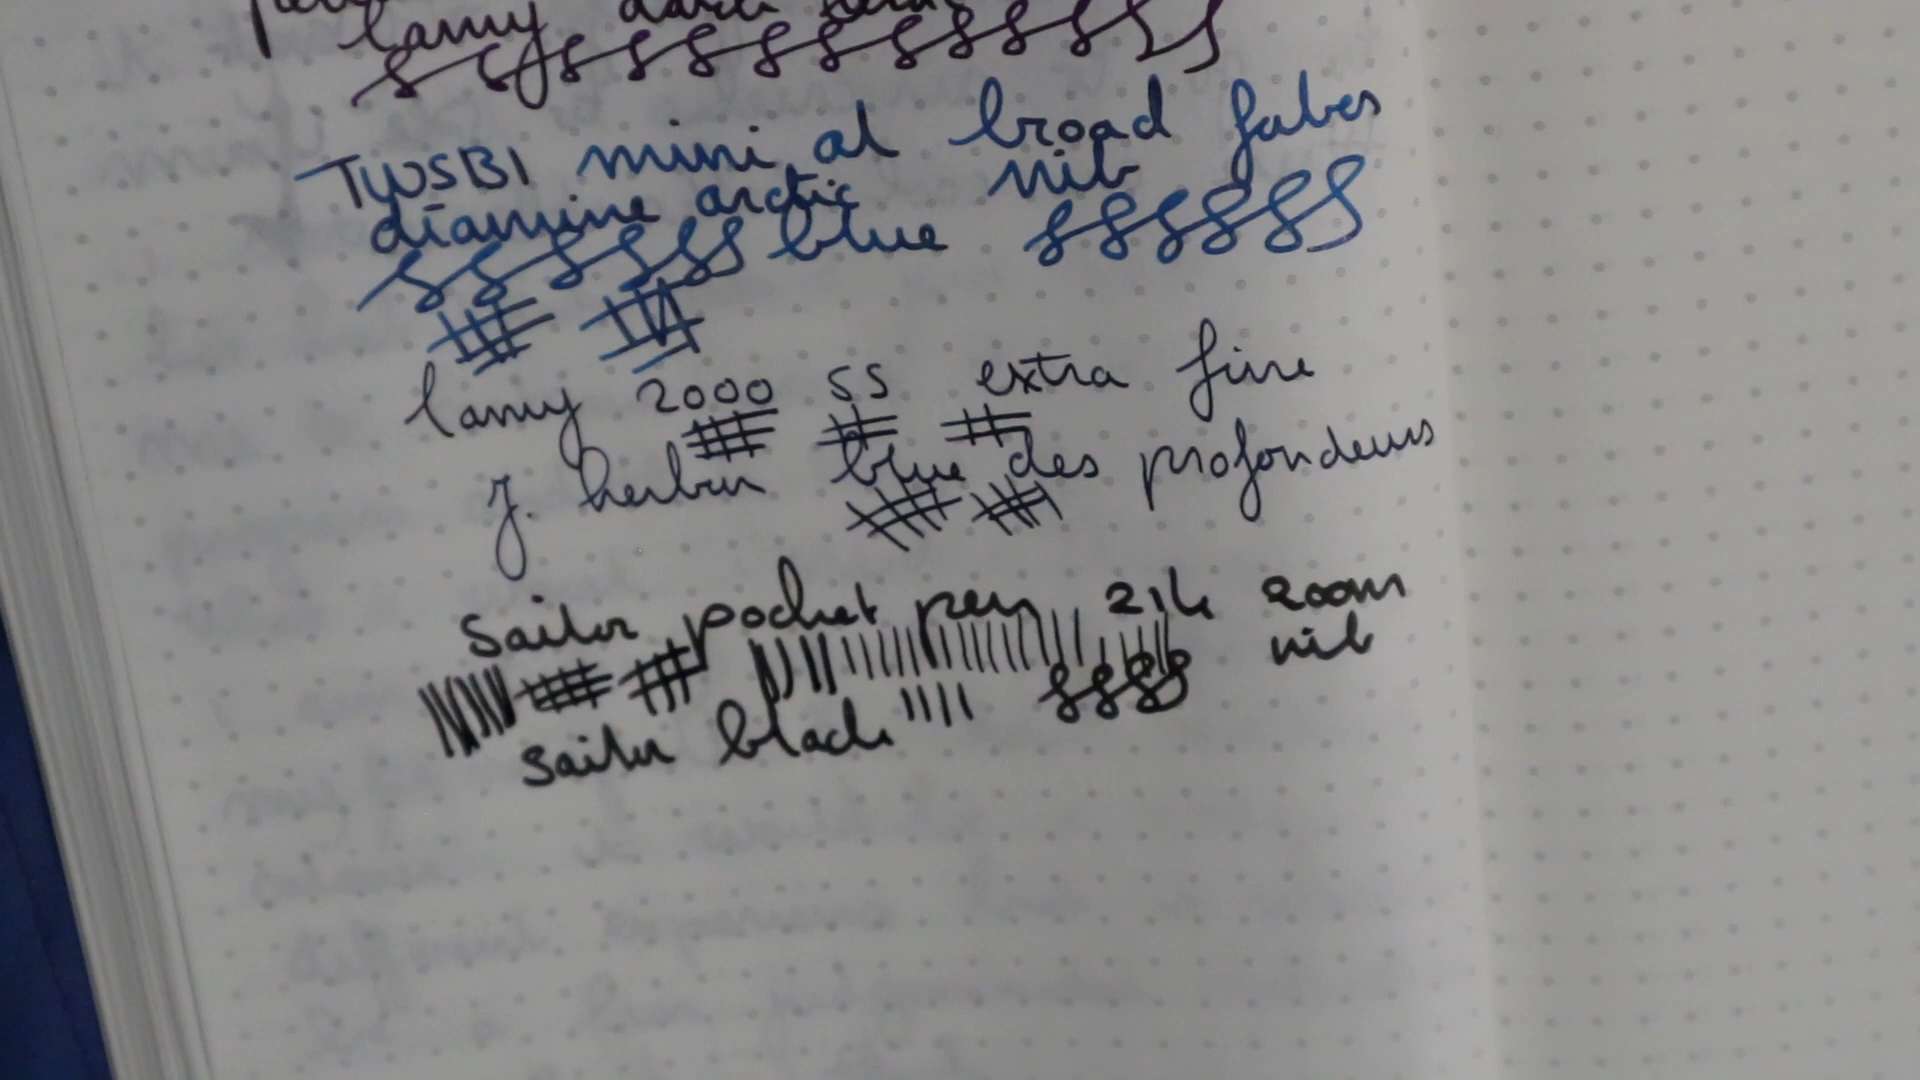 lamy dark
TWSBI mini al broad faber
nib
diamine arctic
blue
lamy 2000 SS extra fine
j. herbin blue des profondeurs
Sailor pocket pen 21k zoom
nib
sailor black